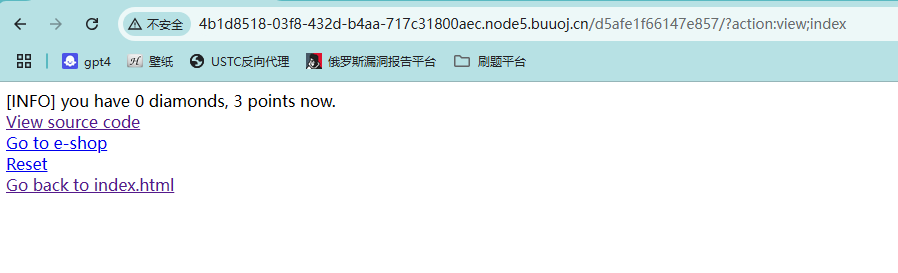 不安全 4b1d8518-03f8-432d-b4aa-717c31800aec.node5.buuoj.cn/d5afe1f66147e857/?action:view;index
gpt4 壁纸 USTC反向代理 俄罗斯漏洞报告平台 刷题平台
[INFO] you have 0 diamonds, 3 points now.
View source code
Go to e-shop
Reset
Go back to index.html